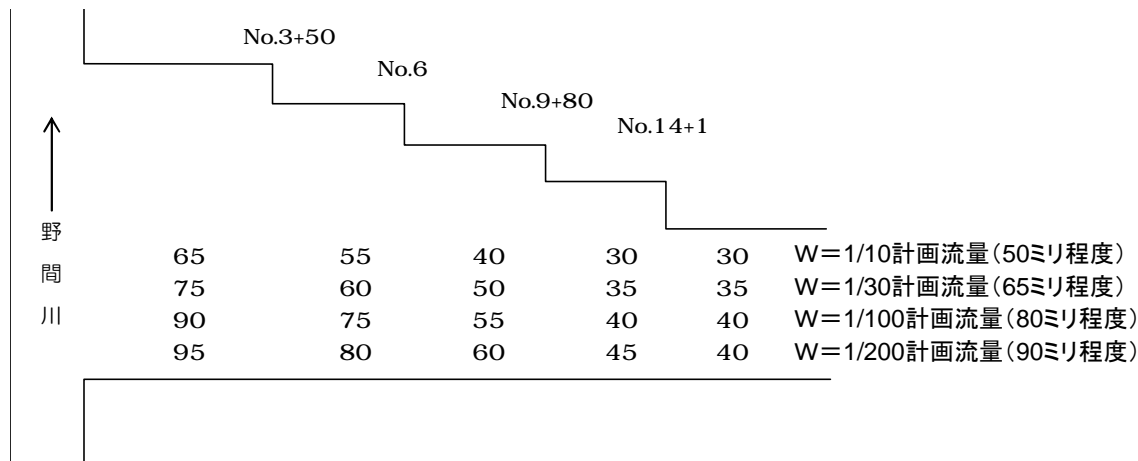 No.3+50
No.6
No.9+80
No.14+1
野間川
65 55 40 30 30 W=1/10計画流量(50ミリ程度)
75 60 50 35 35 W=1/30計画流量(65ミリ程度)
90 75 55 40 40 W=1/100計画流量(80ミリ程度)
95 80 60 45 40 W=1/200計画流量(90ミリ程度)